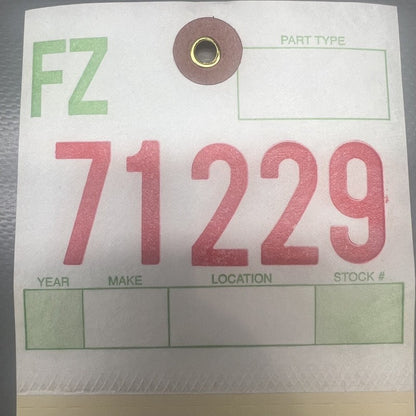 FZ
PART TYPE
71229
YEAR MAKE LOCATION STOCK #